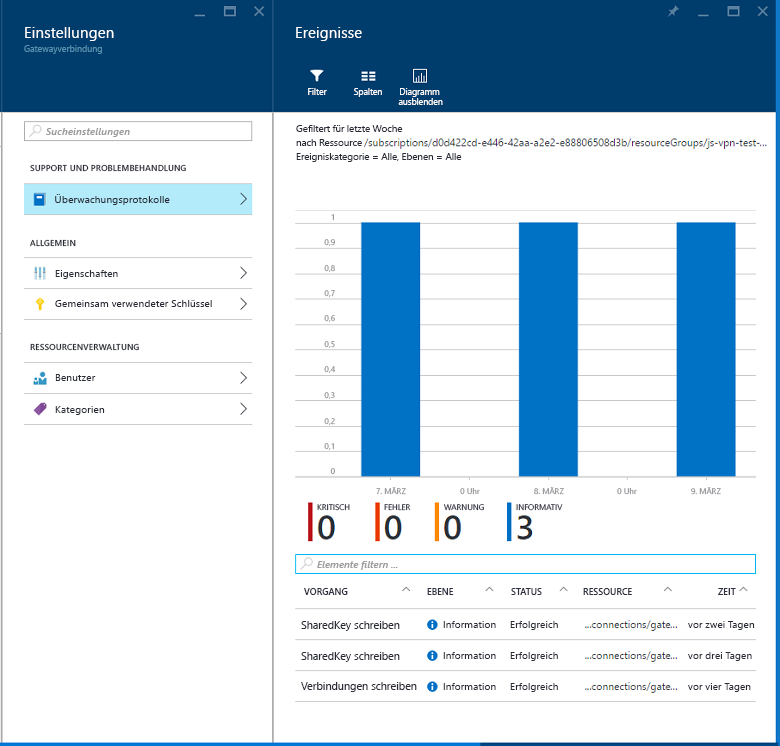 Einstellungen
Gatewayverbindung
Sucheinstellungen
SUPPORT UND PROBLEMBEHANDLUNG
Überwachungsprotokolle
ALLGEMEIN
Eigenschaften
Gemeinsam verwendeter Schlüssel
RESSOURCENVERWALTUNG
Benutzer
Kategorien
Ereignisse
Filter
Spalten
Diagramm
ausblenden
Gefiltert für letzte Woche
nach Ressource /subscriptions/d0d422cd-e446-42aa-a2e2-e88806508d3b/resourceGroups/js-vpn-test-...
Ereigniskategorie = Alle, Ebenen = Alle
1
0,9
0,8
0,7
0,6
0,5
0,4
0,3
0,2
0,1
0
7. MÄRZ 0 Uhr 8. MÄRZ 0 Uhr 9. MÄRZ
KRITISCH
0
FEHLER
0
WARNUNG
0
INFORMATIV
3
Elemente filtern ...
VORGANG EBENE STATUS RESSOURCE ZEIT
SharedKey schreiben Information Erfolgreich ...connections/gate... vor zwei Tagen
SharedKey schreiben Information Erfolgreich ...connections/gate... vor drei Tagen
Verbindungen schreiben Information Erfolgreich ...connections/gate... vor vier Tagen